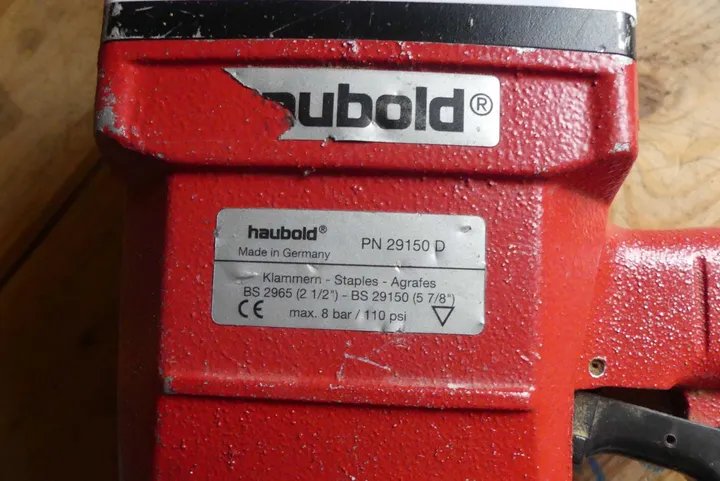 aubold®
haubold®
PN 29150 D
Made in Germany
Klammern - Staples - Agrafes
BS 2965 (2 1/2") - BS 29150 (5 7/8")
CE max. 8 bar / 110 psi